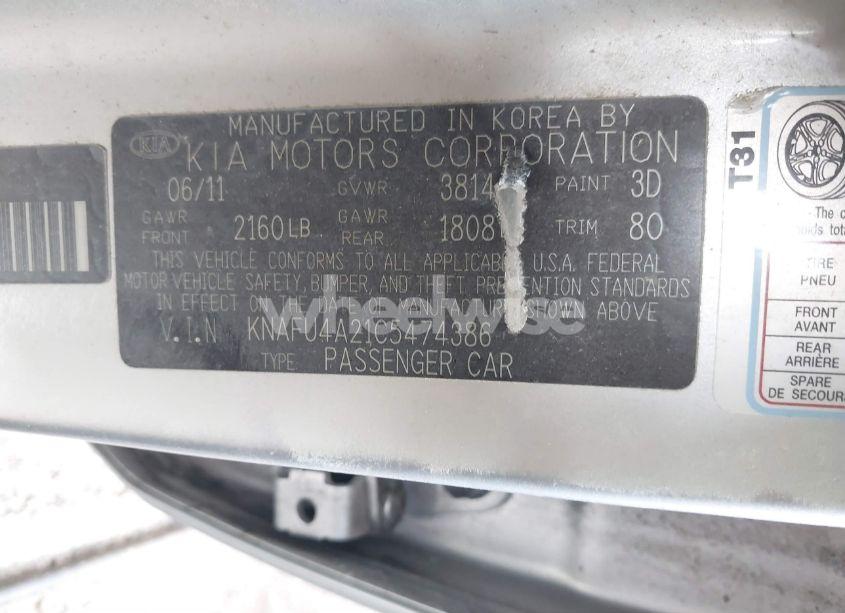 MANUFACTURED IN KOREA BY
KIA KIA MOTORS CORPORATION
06/11 GVWR 3814 PAINT 3D
GAWR FRONT 2160LB GAWR REAR 1808 TRIM 80
THIS VEHICLE CONFORMS TO ALL APPLICABLE U.S.A. FEDERAL
MOTOR VEHICLE SAFETY, BUMPER, AND THEFT PREVENTION STANDARDS
IN EFFECT ON THE DATE OF MANUFACTURE SHOWN ABOVE
wheelwise
V.I.N KNAFU4A21C5474386
TYPE PASSENGER CAR
T31
TIRE
PNEU
FRONT
AVANT
REAR
ARRIÈRE
SPARE
DE SECOURS